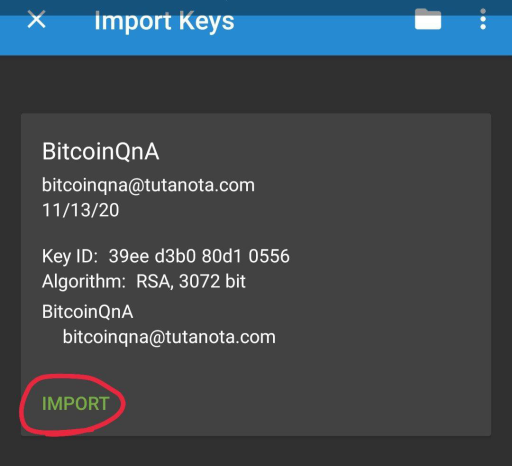 Import Keys
BitcoinQnA
bitcoinqna@tutanota.com
11/13/20
Key ID: 39ee d3b0 80d1 0556
Algorithm: RSA, 3072 bit
BitcoinQnA
bitcoinqna@tutanota.com
IMPORT